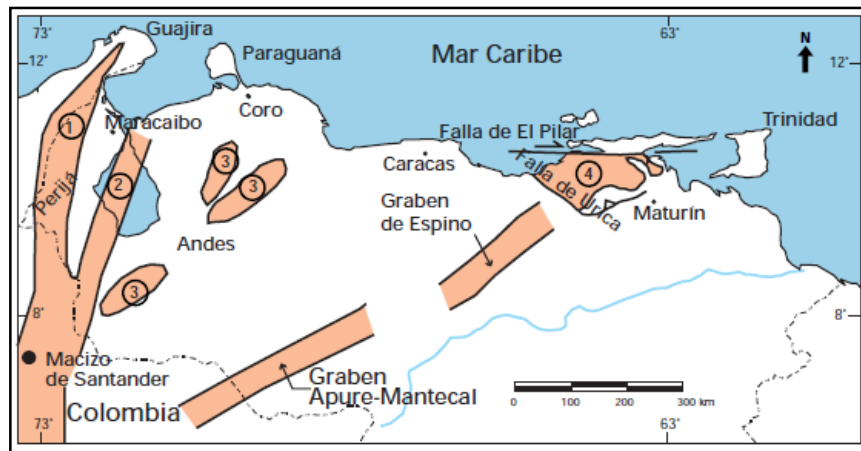 73°
Guajira
Paraguaná
Mar Caribe
63°
N
12°
12°
1
Maracaibo
Coro
Trinidad
Falla de El Pilar
3
Caracas
2
3
4
Perijá
Falla de Urica
Graben
de Espino
Maturín
Andes
3
8°
8°
Macizo
de Santander
Graben
Apure-Mantecal
0 100 200 300 km
Colombia
73°
63°